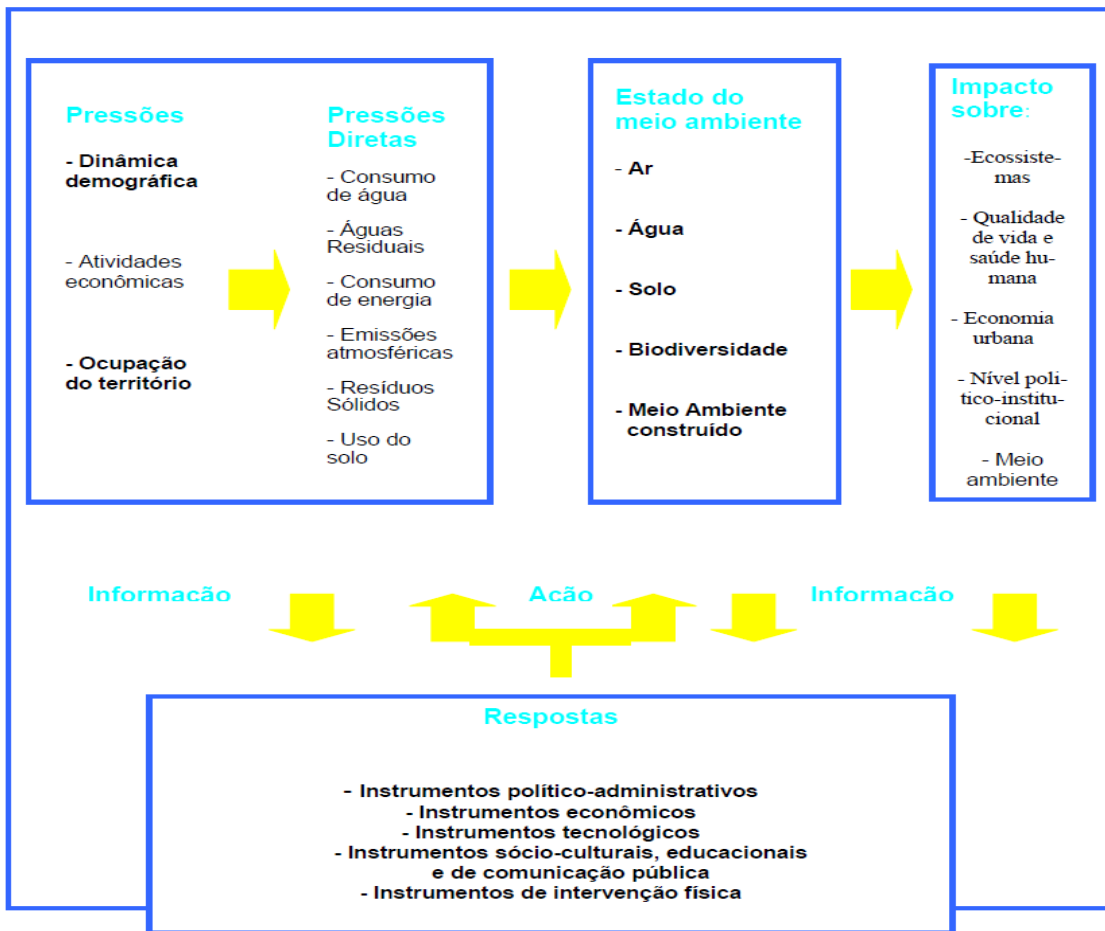 Pressões
- Dinâmica
demográfica
- Atividades
econômicas
- Ocupação
do território
Pressões
Diretas
- Consumo
de água
- Águas
Residuais
- Consumo
de energia
- Emissões
atmosféricas
- Resíduos
Sólidos
- Uso do
solo
Estado do
meio ambiente
- Ar
- Água
- Solo
- Biodiversidade
- Meio Ambiente
construído
Impacto
sobre:
-Ecossiste-
mas
- Qualidade
de vida e
saúde hu-
mana
- Economia
urbana
- Nível polí-
tico-institu-
cional
- Meio
ambiente
Informacão
Acão
Informacão
Respostas
- Instrumentos político-administrativos
- Instrumentos econômicos
- Instrumentos tecnológicos
- Instrumentos sócio-culturais, educacionais
e de comunicação pública
- Instrumentos de intervenção física